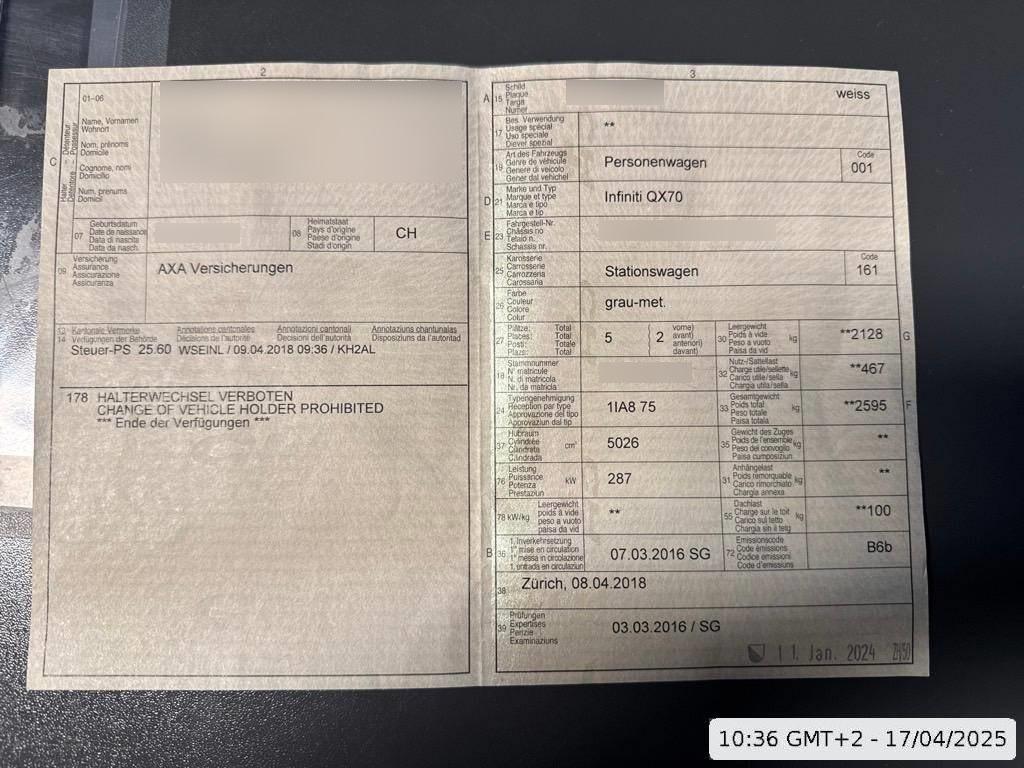 2
01-06
Name, Vornamen
Wohnort
Nom, prénoms
Domicile
Cognome, nomi
Domicilio
Num, prenums
Domicil
C
Halter Détenteur
Detentore Possessur
07 Geburtsdatum
Date de naissance
Data di nascita
Data da nasch.
08 Heimatstaat
Pays d'origine
Paese d'origine
Stadi d'origin
CH
09 Versicherung
Assurance
Assicurazione
Assicuranza
AXA Versicherungen
13 Kantonale Vermerke Annotations cantonales Annotazioni cantonali Annotaziuns chantunalas
14 Verfügungen der Behörde Décisions de l'autorité Decisioni dell'autorità Disposiziuns da l'autoritad
Steuer-PS 25.60 WSEINL / 09.04.2018 09:36 / KH2AL
178 HALTERWECHSEL VERBOTEN
CHANGE OF VEHICLE HOLDER PROHIBITED
*** Ende der Verfügungen ***
3
A 15 Schild
Plaque
Targa
Numer
weiss
17 Bes. Verwendung
Usage spécial
Uso speciale
Diever spezial
**
19 Art des Fahrzeugs
Genre de véhicule
Genere di veicolo
Gener dal vehichel
Personenwagen
Code
001
D 21 Marke und Typ
Marque et type
Marca e tipo
Marca e tip
Infiniti QX70
E 23 Fahrgestell-Nr.
Châssis no
Telaio n.
Schassis nr.
25 Karosserie
Carrosserie
Carrozzeria
Carossaria
Stationswagen
Code
161
26 Farbe
Couleur
Colore
Colur
grau-met.
27 Plätze: Total
Places: Total
Posti: Totale
Plazs: Total
5 2 vorne)
avant)
anteriori)
davant)
30 Leergewicht
Poids à vide
Peso a vuoto
Paisa da vid
kg
**2128 G
18 Stammnummer
N° matricule
N. di matricola
Nr. da matricla
32 Nutz-/Sattellast
Charge utile/sellette
Carico utile/sella
Chargia utila/sella
kg
**467
24 Typengenehmigung
Réception par type
Approvazione del tipo
Approvaziun dal tip
1IA8 75
33 Gesamtgewicht
Poids total
Peso totale
Paisa totala
kg
**2595 F
37 Hubraum
Cylindrée
Cilindrata
Cilindrada
cm³
5026
35 Gewicht des Zuges
Poids de l'ensemble
Peso del convoglio
Paisa cumposiziun
kg
**
76 Leistung
Puissance
Potenza
Prestaziun
kW
287
31 Anhängelast
Poids remorquable
Carico rimorchiato
Chargia annexa
kg
**
78 kW/kg Leergewicht
poids à vide
peso a vuoto
paisa da vid
**
55 Dachlast
Charge sur le toit
Carico sul tetto
Chargia sin il tetg
kg
**100
B 36 1. Inverkehrsetzung
1re mise en circulation
1a messa in circolazione
1. entrada en circulaziun
07.03.2016 SG
72 Emissionscode
Code émissions
Codice emissioni
Code d'emissiuns
B6b
38 Zürich, 08.04.2018
39 Prüfungen
Expertises
Perizie
Examinaziuns
03.03.2016 / SG
11. Jan. 2024
10:36 GMT+2 - 17/04/2025